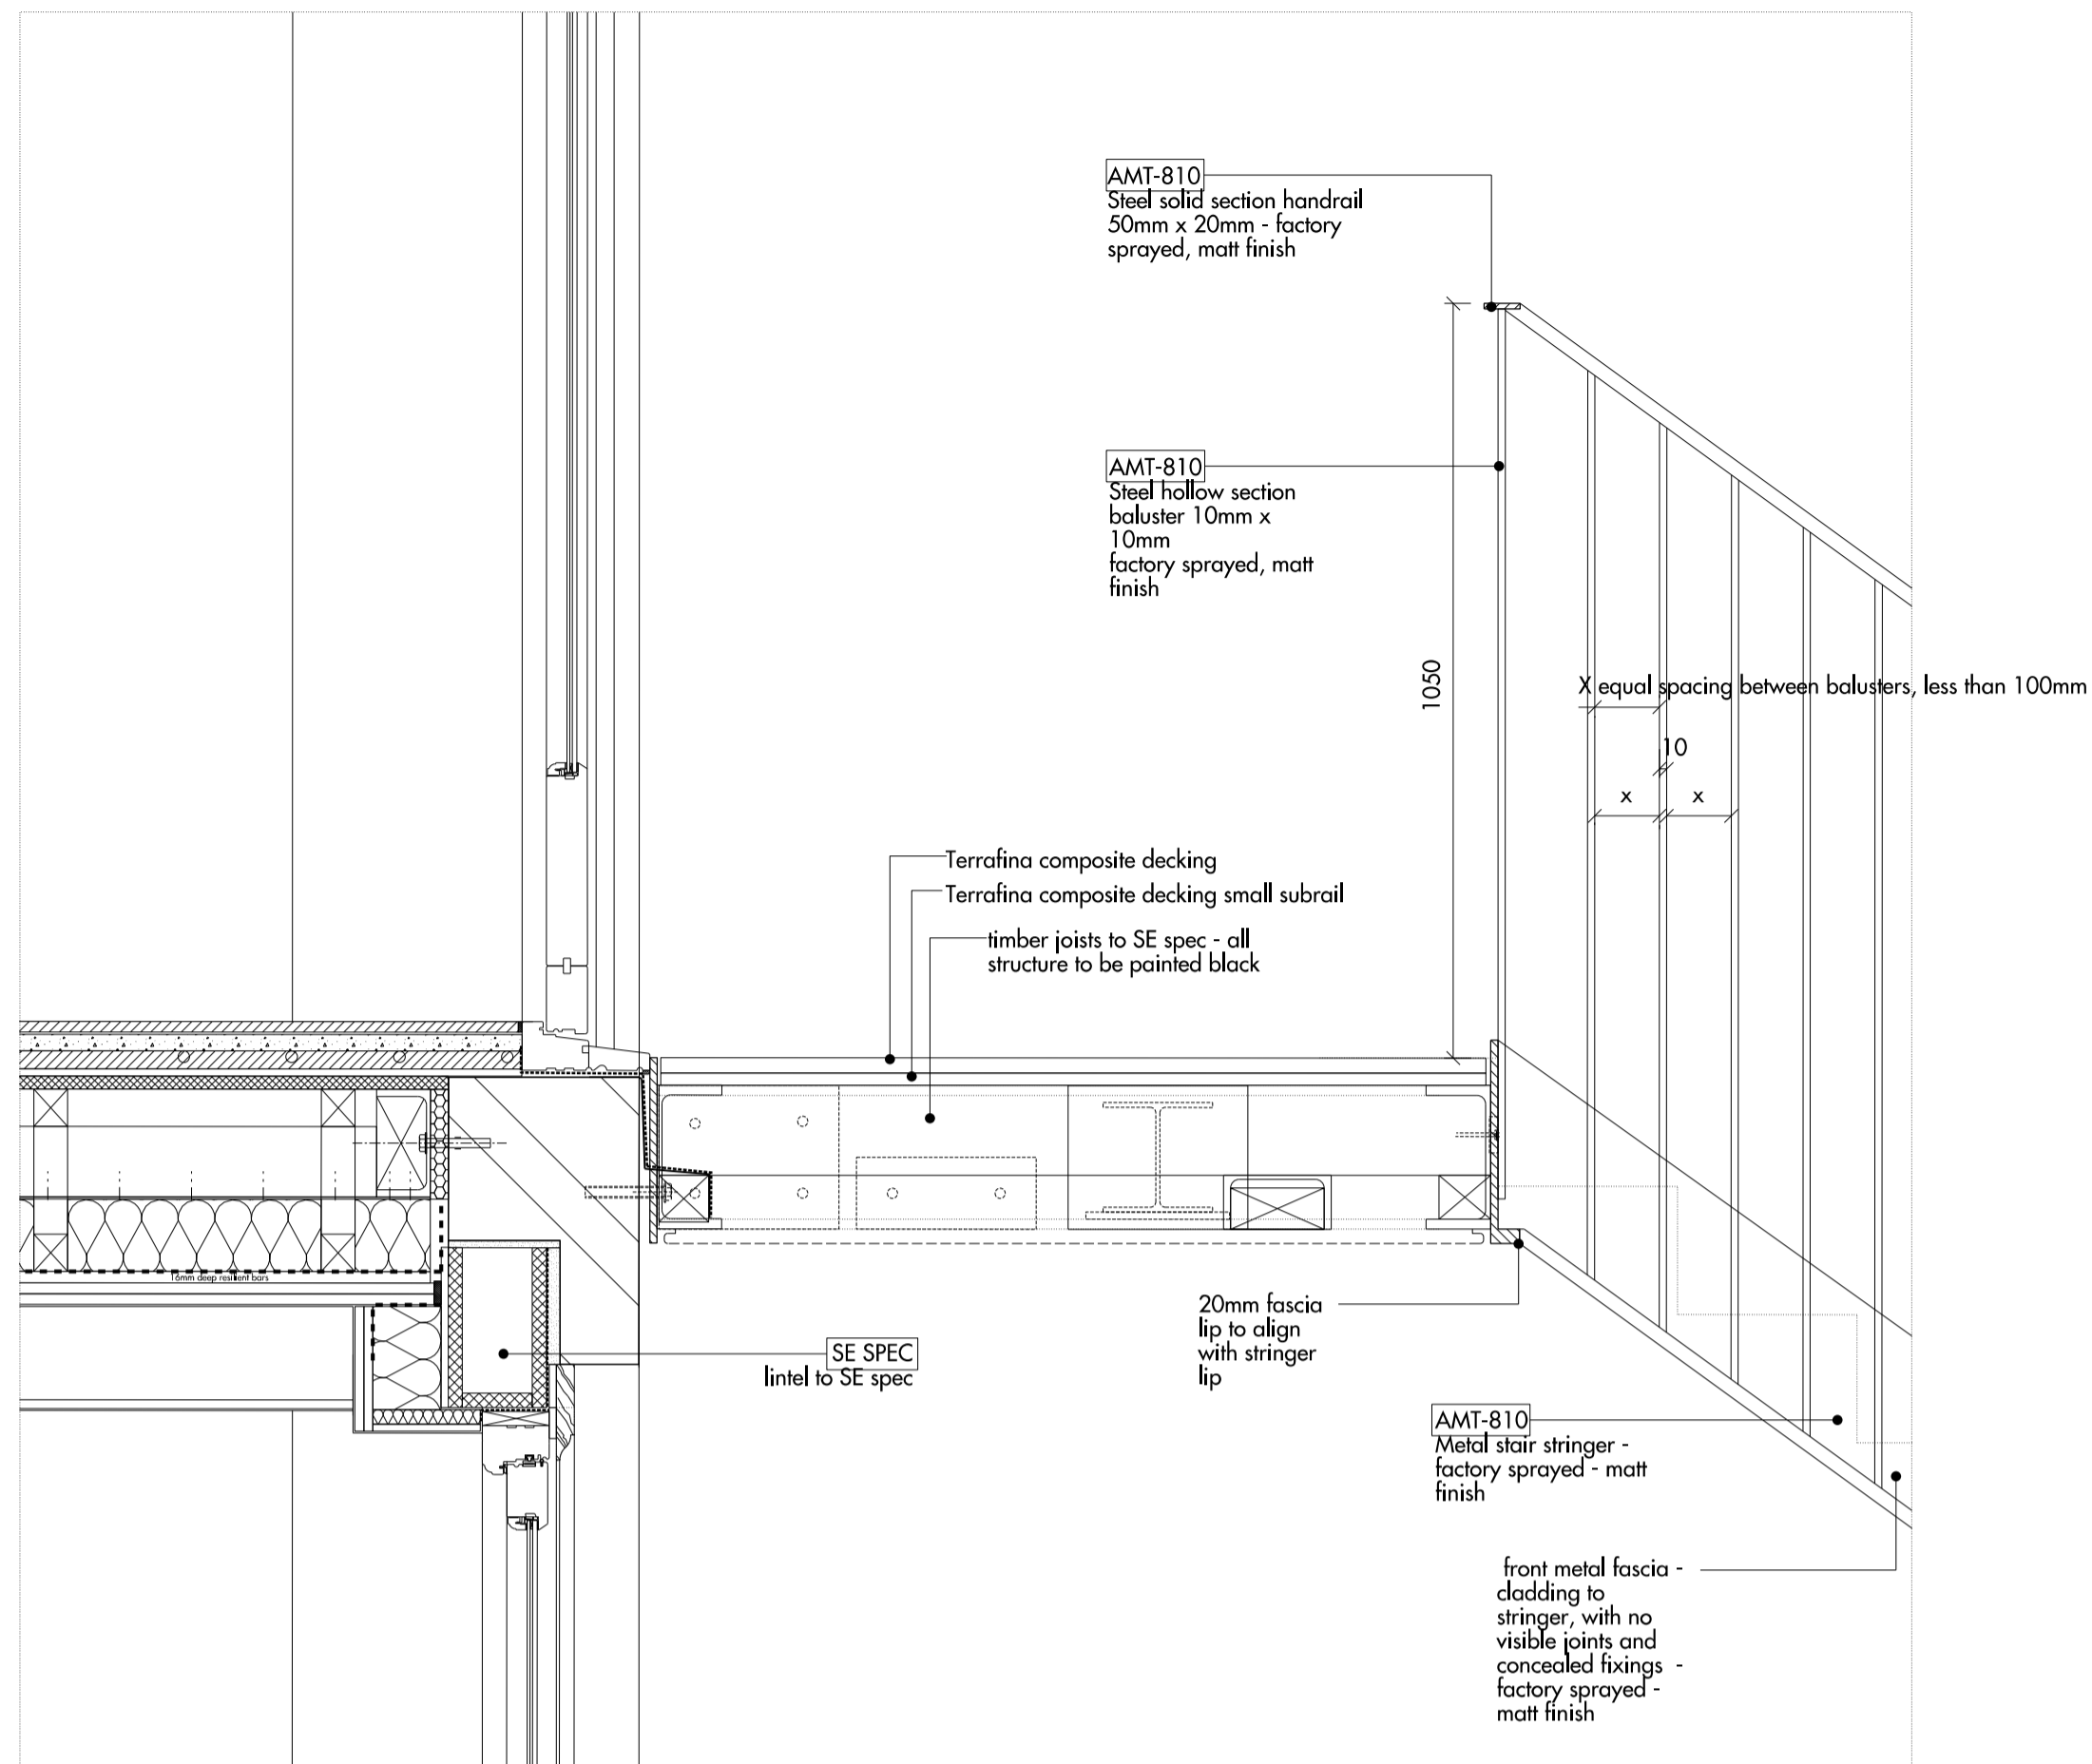 AMT-810
Steel solid section handrail
50mm x 20mm - factory
sprayed, matt finish
AMT-810
Steel hollow section
baluster 10mm x
10mm
factory sprayed, matt
finish
1050
X equal spacing between balusters, less than 100mm
10
x
x
Terrafina composite decking
Terrafina composite decking small subrail
timber joists to SE spec - all
structure to be painted black
16mm deep resilient bars
SE SPEC
lintel to SE spec
20mm fascia
lip to align
with stringer
lip
AMT-810
Metal stair stringer -
factory sprayed - matt
finish
front metal fascia -
cladding to
stringer, with no
visible joints and
concealed fixings -
factory sprayed -
matt finish